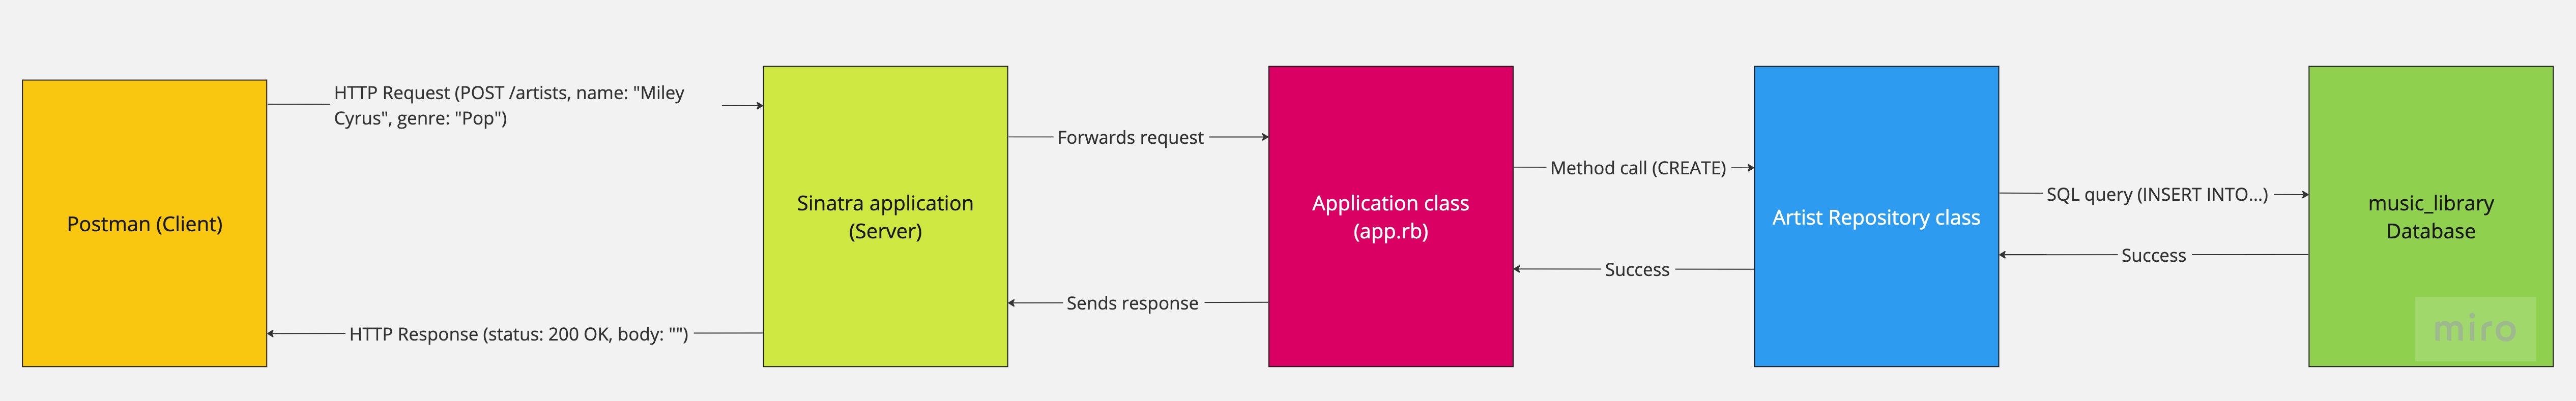 Postman (Client)
HTTP Request (POST /artists, name: "Miley
Cyrus", genre: "Pop")
HTTP Response (status: 200 OK, body: "")
Sinatra application
(Server)
Forwards request
Sends response
Application class
(app.rb)
Method call (CREATE)
Success
Artist Repository class
SQL query (INSERT INTO...)
Success
music_library
Database
miro